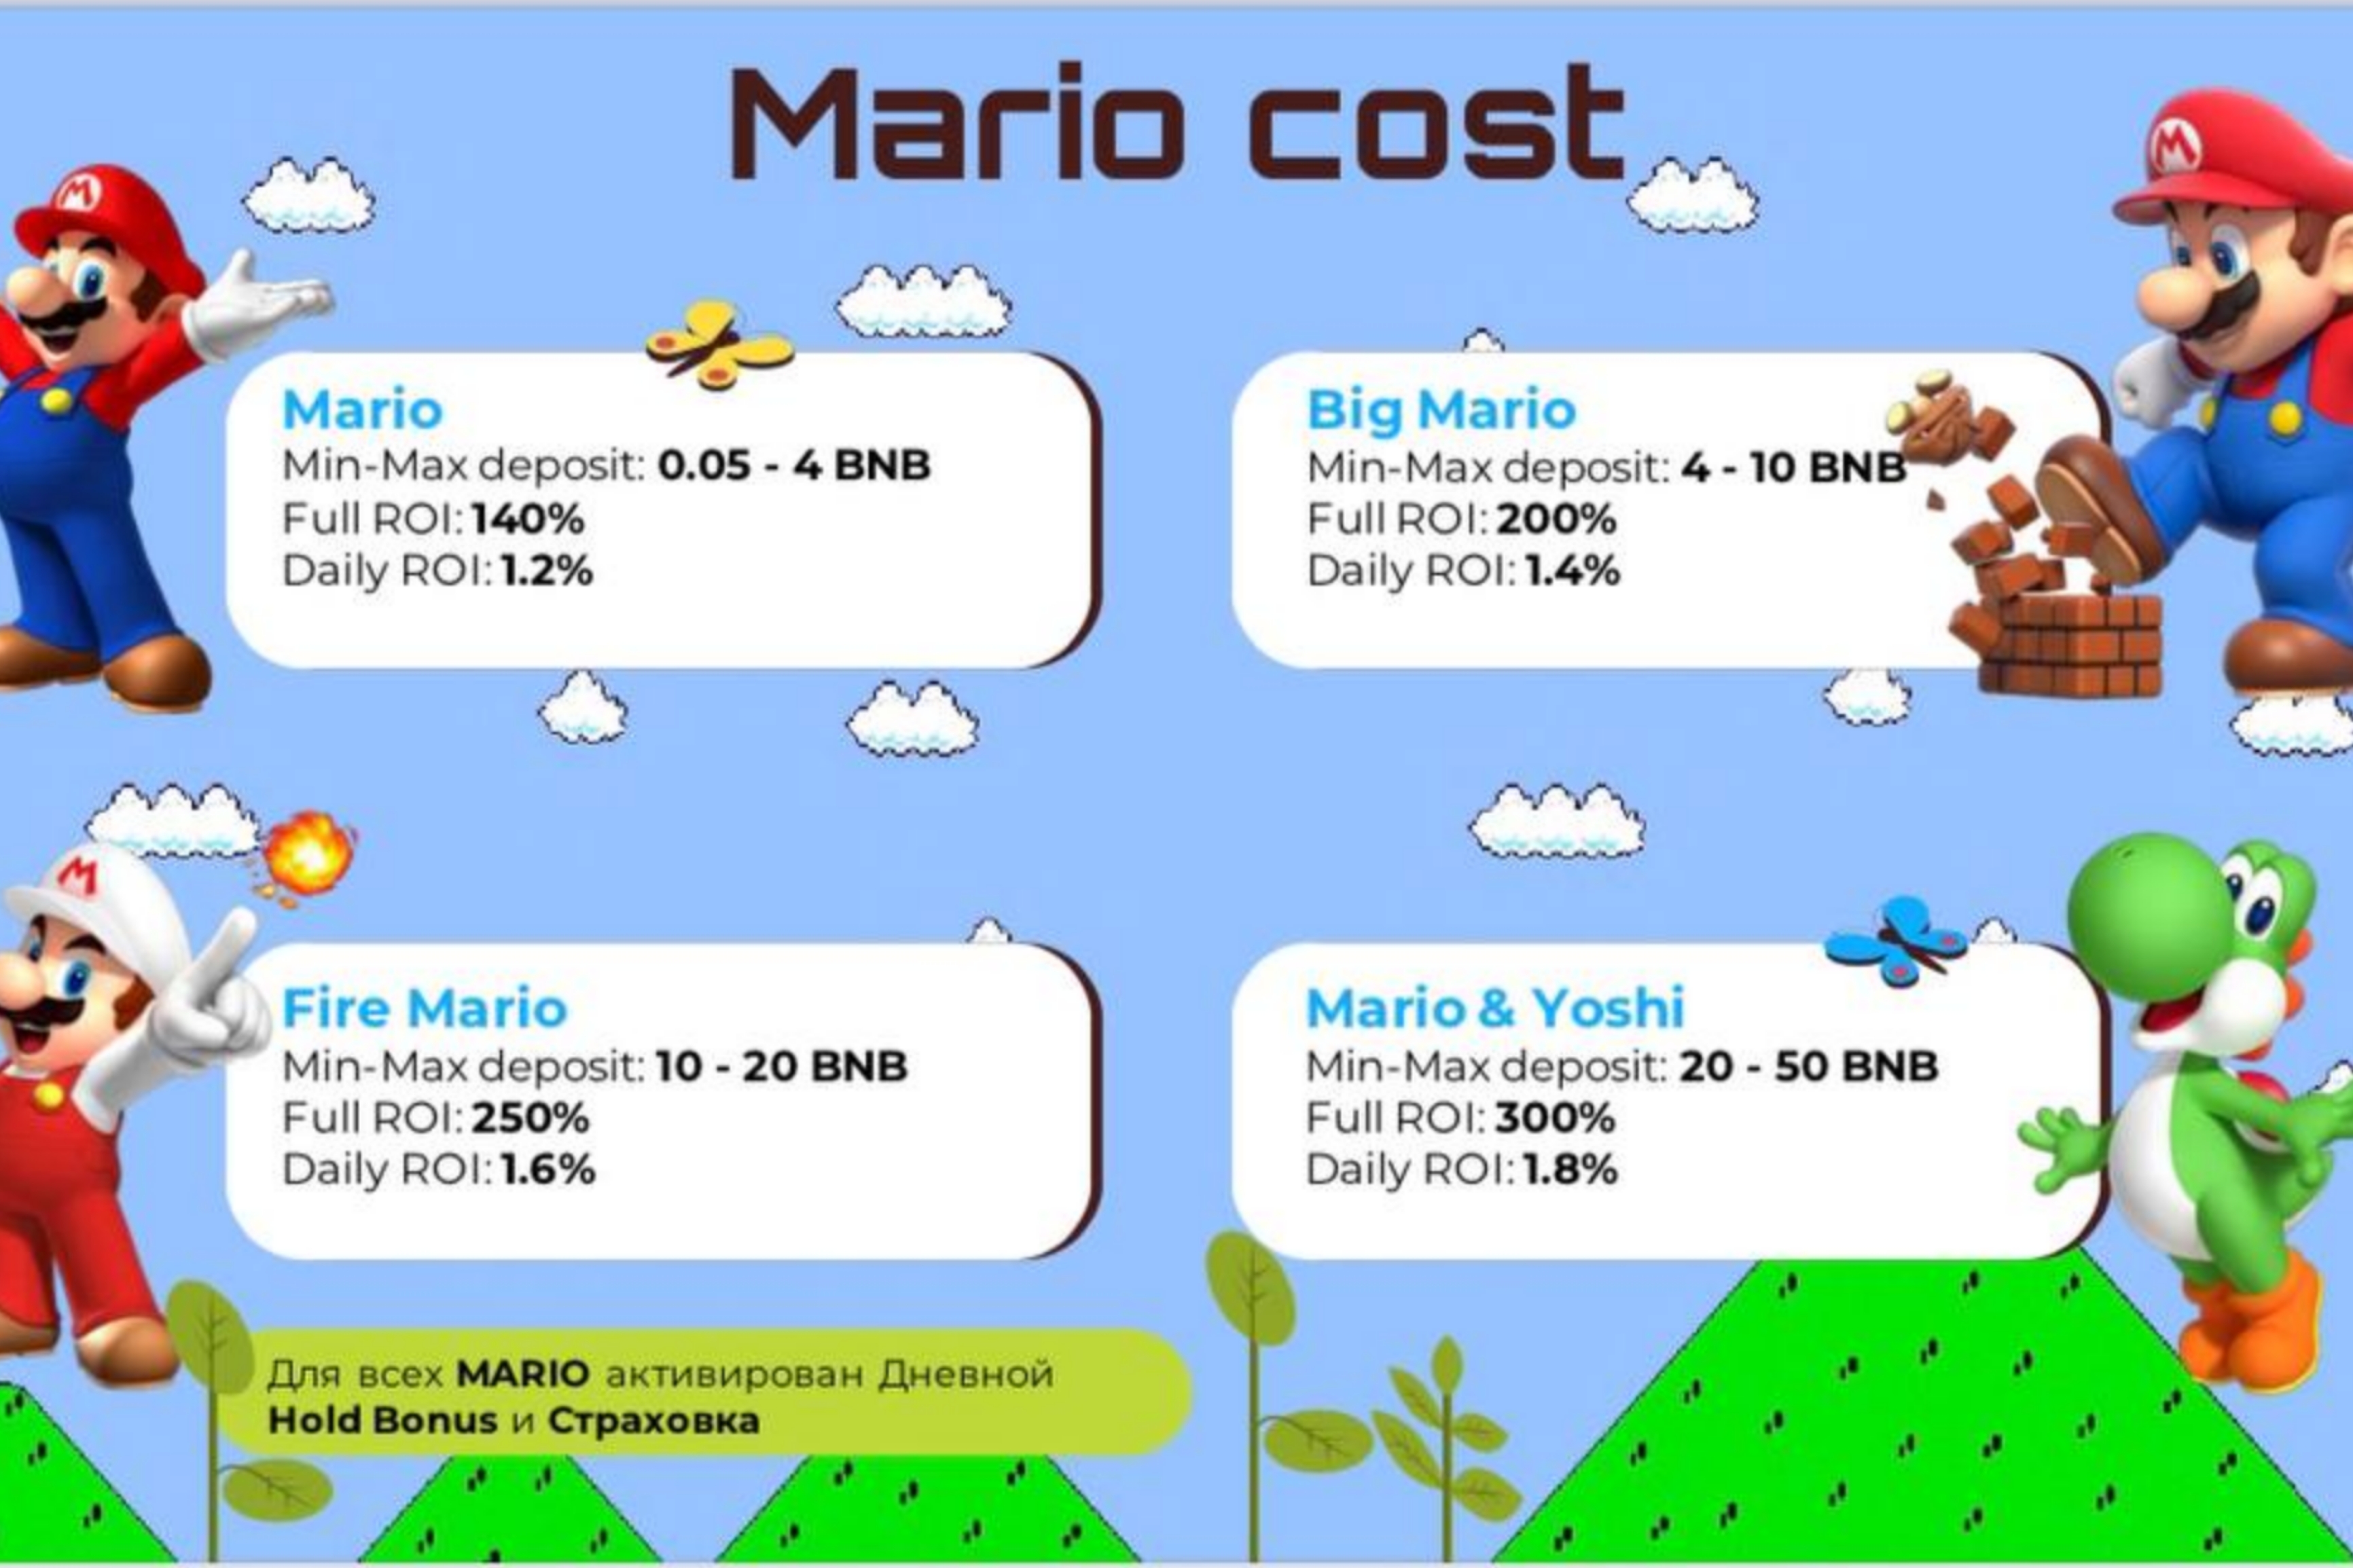 Mario cost
Mario
Min-Max deposit: 0.05 - 4 BNB
Full ROI: 140%
Daily ROI: 1.2%
Big Mario
Min-Max deposit: 4 - 10 BNB
Full ROI: 200%
Daily ROI: 1.4%
Fire Mario
Min-Max deposit: 10 - 20 BNB
Full ROI: 250%
Daily ROI: 1.6%
Mario & Yoshi
Min-Max deposit: 20 - 50 BNB
Full ROI: 300%
Daily ROI: 1.8%
Для всех MARIO активирован Дневной
Hold Bonus и Страховка
M
M
M